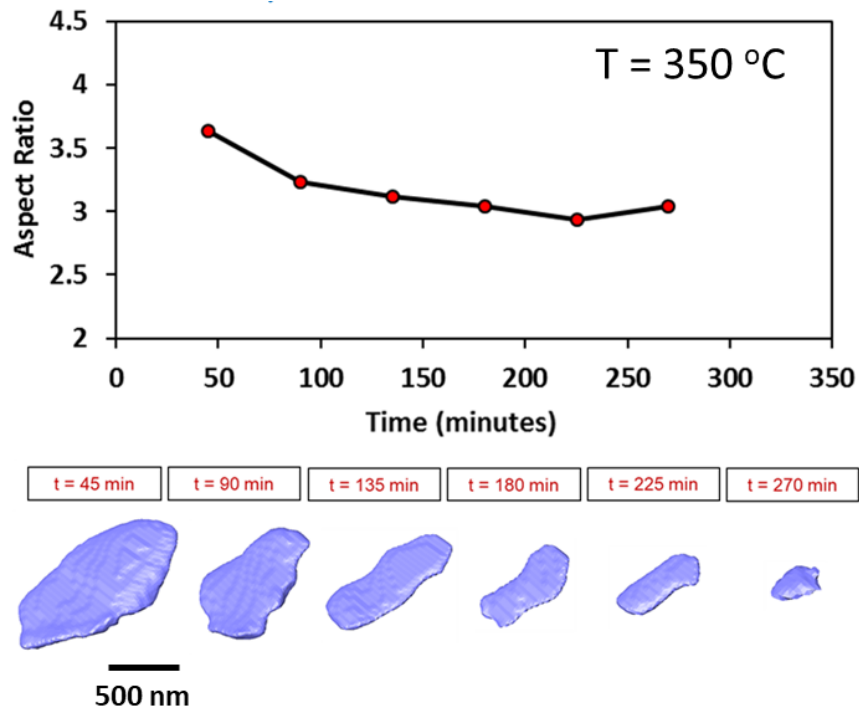 4.5
T = 350 °C
4
3.5
3
2.5
2
Aspect Ratio
0 50 100 150 200 250 300 350
Time (minutes)
t = 45 min t = 90 min t = 135 min t = 180 min t = 225 min t = 270 min
500 nm